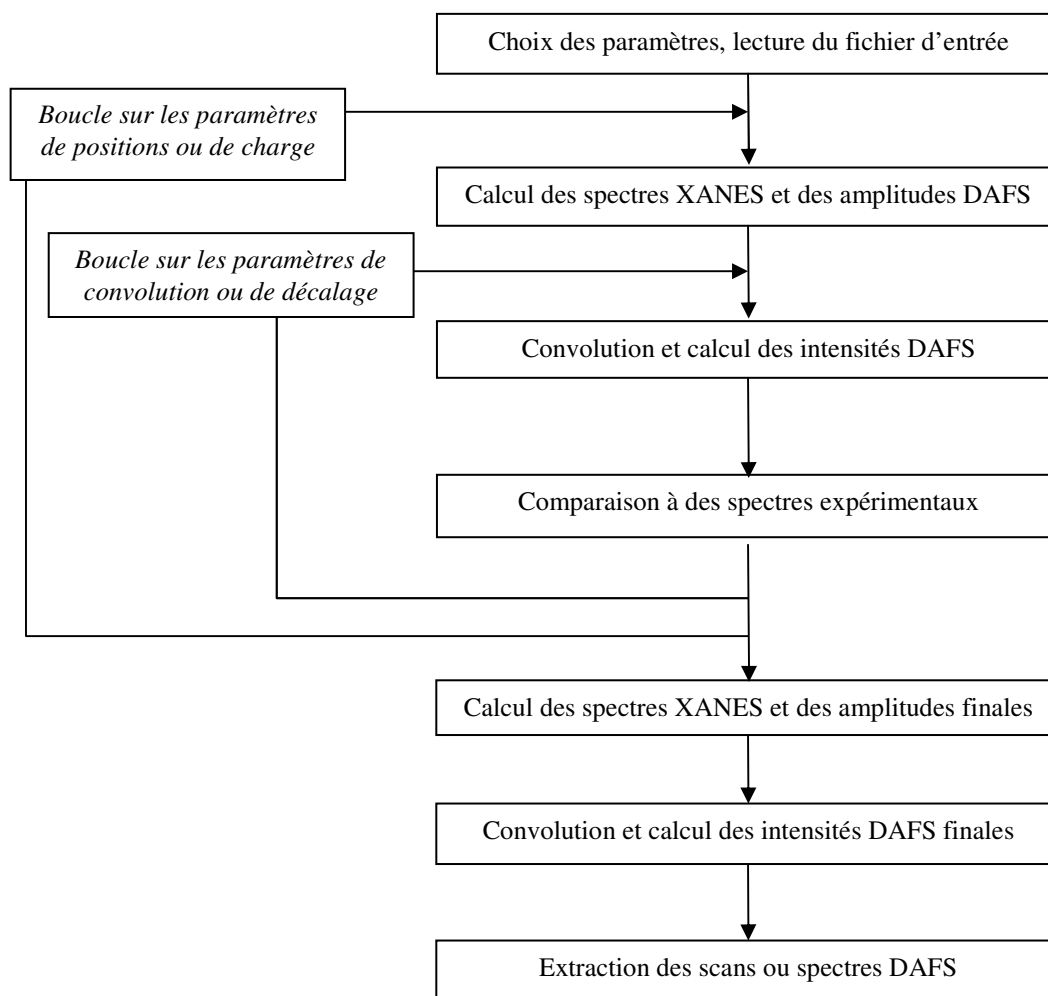 Choix des paramètres, lecture du fichier d’entrée
Boucle sur les paramètres
de positions ou de charge
Calcul des spectres XANES et des amplitudes DAFS
Boucle sur les paramètres de
convolution ou de décalage
Convolution et calcul des intensités DAFS
Comparaison à des spectres expérimentaux
Calcul des spectres XANES et des amplitudes finales
Convolution et calcul des intensités DAFS finales
Extraction des scans ou spectres DAFS